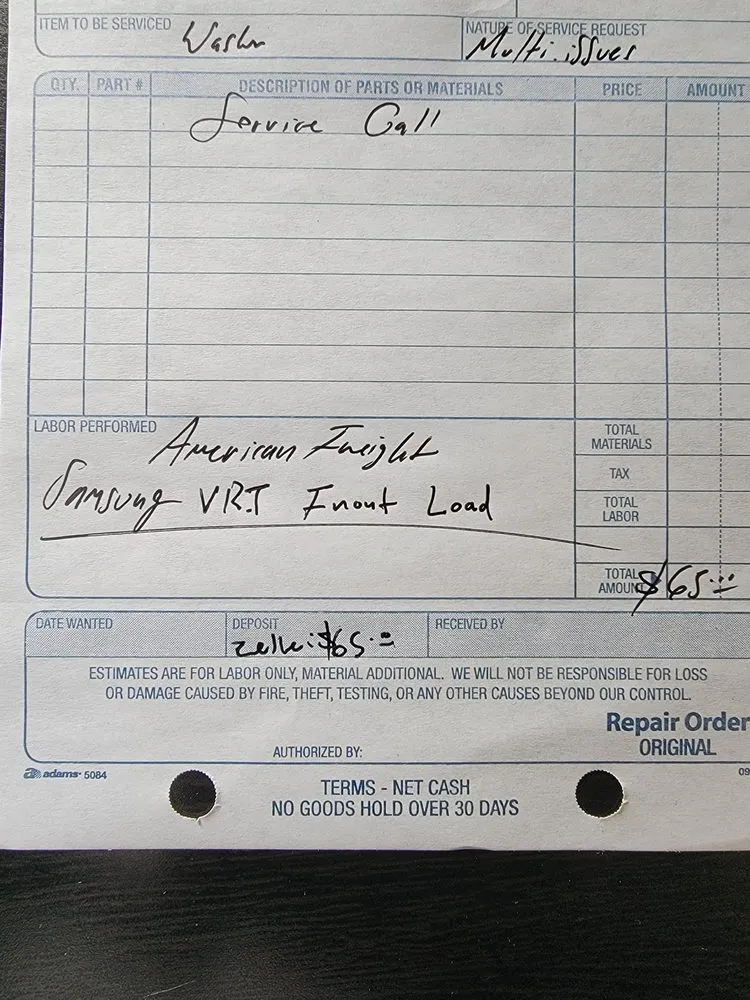 ITEM TO BE SERVICED
Washer
NATURE OF SERVICE REQUEST
Multi. issues
QTY. PART # DESCRIPTION OF PARTS OR MATERIALS PRICE AMOUNT
Service Call
LABOR PERFORMED
American Freight
Samsung VRT Front Load
TOTAL
MATERIALS
TAX
TOTAL
LABOR
TOTAL
AMOUNT
$65.00
DATE WANTED
DEPOSIT
zelle: $65.00
RECEIVED BY
ESTIMATES ARE FOR LABOR ONLY, MATERIAL ADDITIONAL. WE WILL NOT BE RESPONSIBLE FOR LOSS
OR DAMAGE CAUSED BY FIRE, THEFT, TESTING, OR ANY OTHER CAUSES BEYOND OUR CONTROL.
Repair Order
ORIGINAL
AUTHORIZED BY:
adams® 5084
09
TERMS - NET CASH
NO GOODS HOLD OVER 30 DAYS